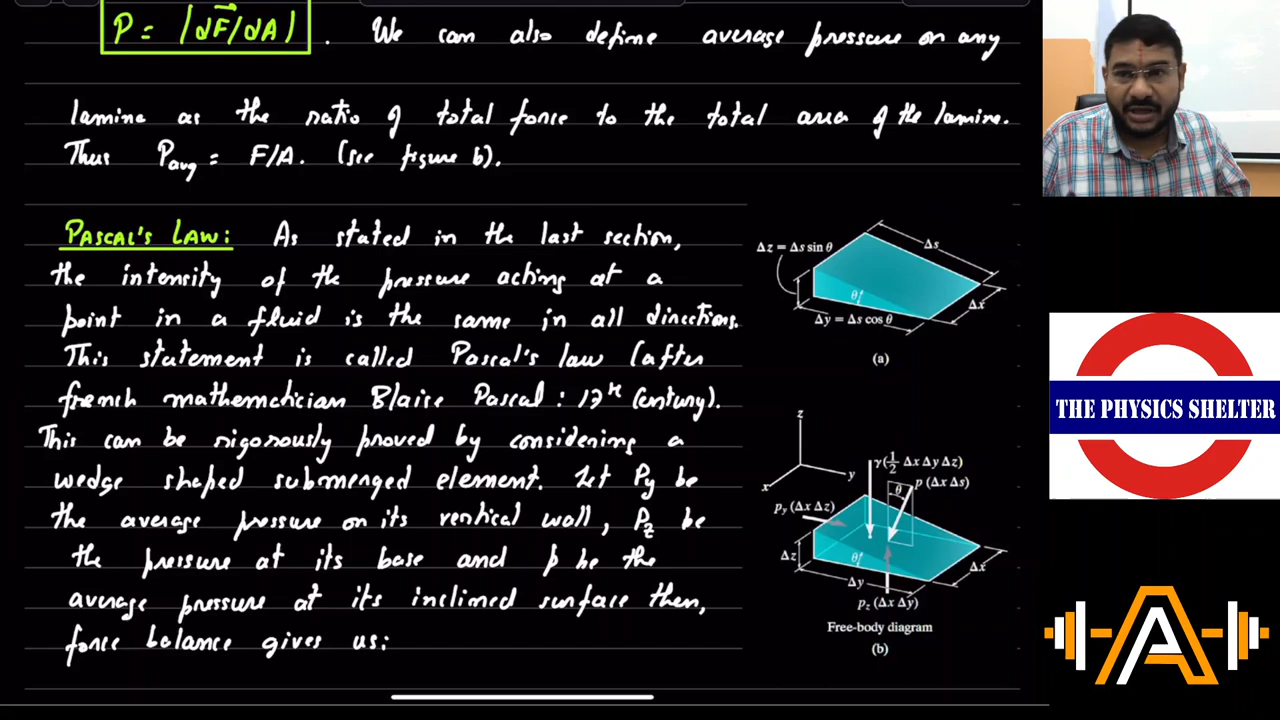 P = |dF⃗/dA| . We can also define average pressure on any
lamina as the ratio of total force to the total area of the lamina.
Thus Pavg = F/A. (see figure b).
PASCAL'S LAW: As stated in the last section,
the intensity of the pressure acting at a
point in a fluid is the same in all directions.
This statement is called Pascal's law (after
french mathematician Blaise Pascal : 17th Century).
This can be rigorously proved by considering a
wedge shaped submerged element. Let Py be
the average pressure on its vertical wall, Pz be
the pressure at its base and p be the
average pressure at its inclined surface then,
force balance gives us:
Δz = Δs sin θ
Δs
θ
Δx
Δy = Δs cos θ
(a)
z
y
x
γ(½ Δx Δy Δz)
θ
p (Δx Δs)
py (Δx Δz)
Δz
θ
Δx
Δy
pz (Δx Δy)
Free-body diagram
(b)
THE PHYSICS SHELTER
A